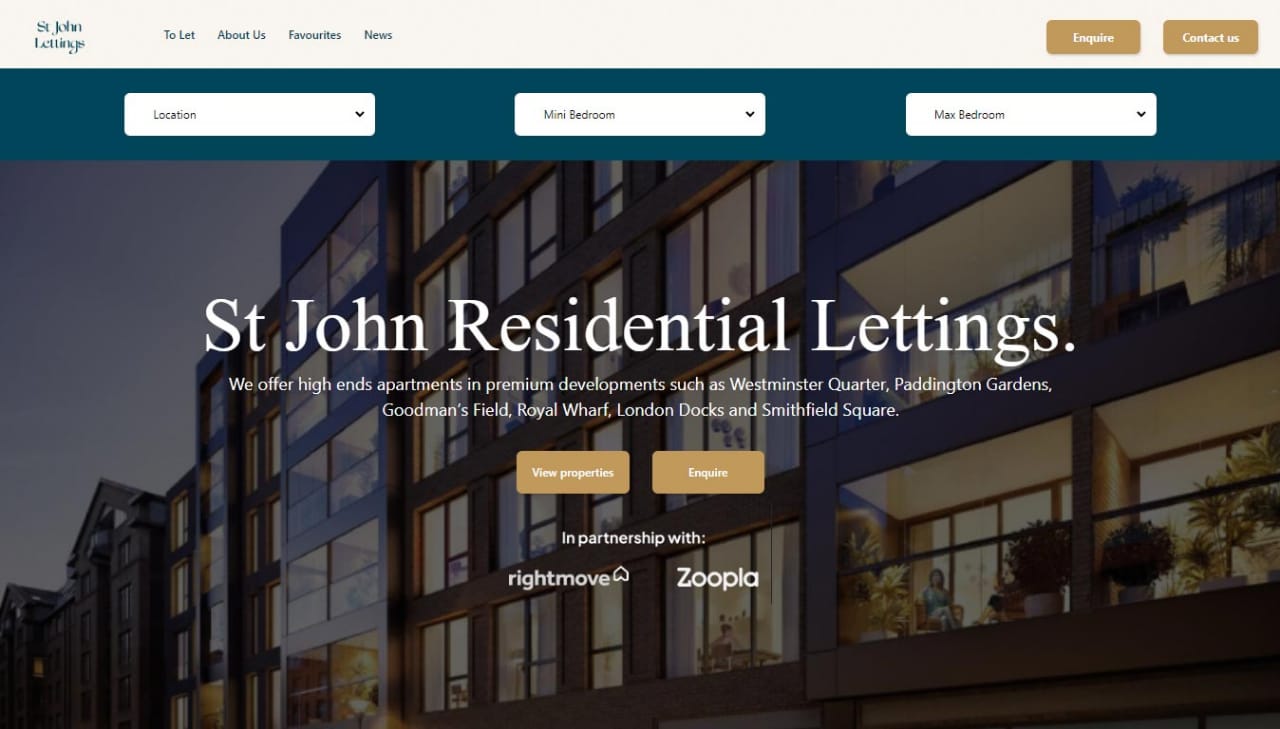 St John
Lettings
To Let
About Us
Favourites
News
Enquire
Contact us
Location
Mini Bedroom
Max Bedroom
St John Residential Lettings.
We offer high ends apartments in premium developments such as Westminster Quarter, Paddington Gardens,
Goodman’s Field, Royal Wharf, London Docks and Smithfield Square.
View properties
Enquire
In partnership with:
rightmove
Zoopla